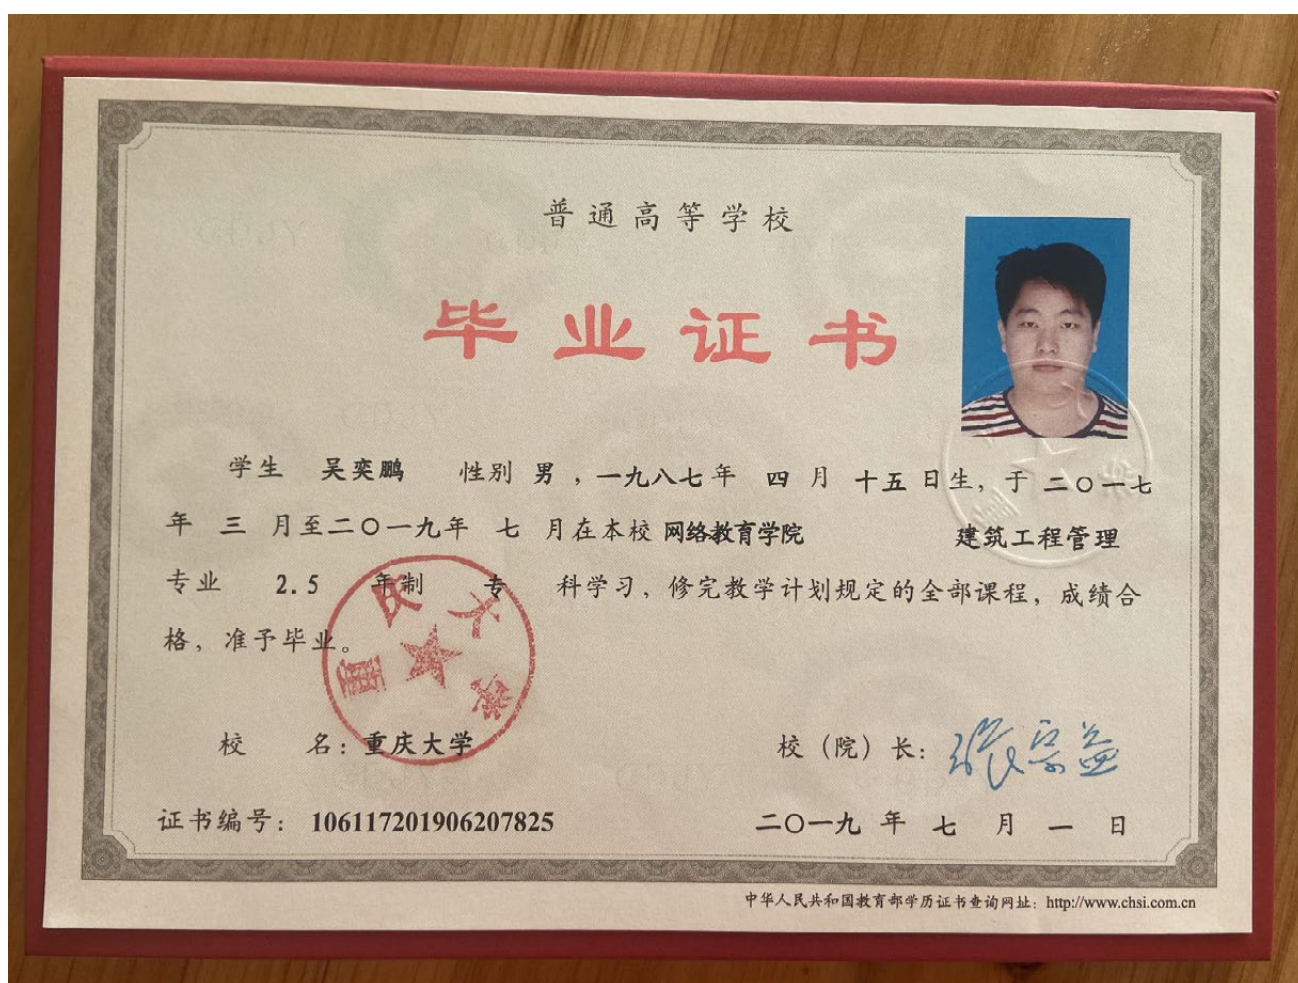 普通高等学校
毕业证书
学生 吴奕鹏 性别 男 ,一九八七年 四 月 十五 日生, 于 二〇一七
年 三 月至二〇一九年 七 月在本校 网络教育学院 建筑工程管理
专业 2.5 年制 专 科学习, 修完教学计划规定的全部课程, 成绩合
格, 准予毕业。
重庆大学
校 名: 重庆大学
校（院）长: 张宗益
证书编号: 106117201906207825
二〇一九 年 七 月 一 日
中华人民共和国教育部学历证书查询网址: http://www.chsi.com.cn